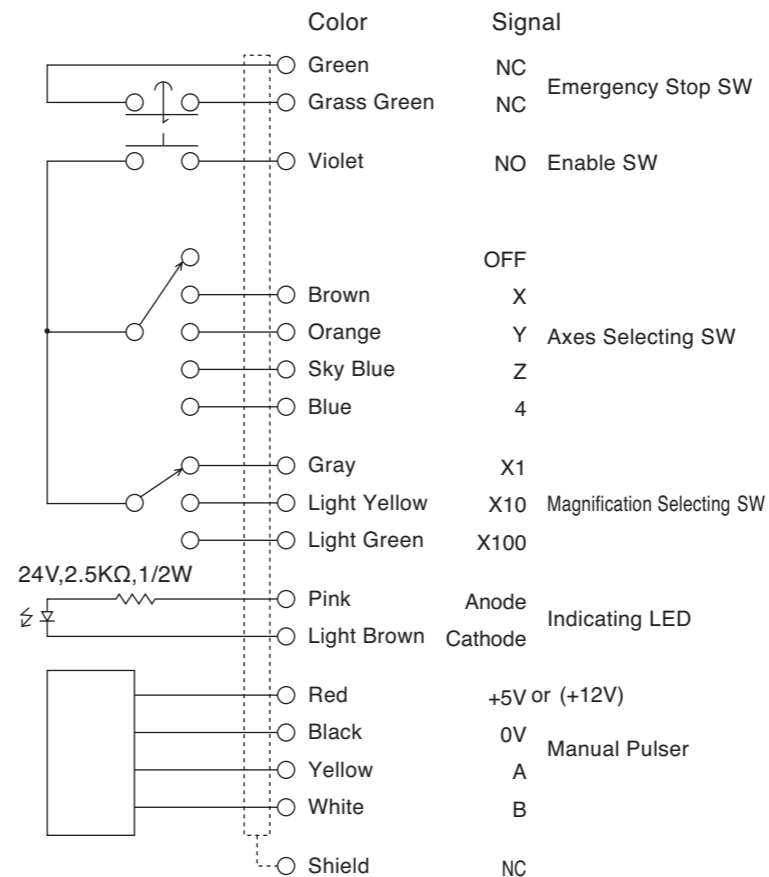 Color Signal
Green NC
Emergency Stop SW
Grass Green NC
Violet NO Enable SW
OFF
Brown X
Orange Y Axes Selecting SW
Sky Blue Z
Blue 4
Gray X1
Light Yellow X10 Magnification Selecting SW
Light Green X100
24V,2.5KΩ,1/2W
Pink Anode
Indicating LED
Light Brown Cathode
Red +5V or (+12V)
Black 0V
Manual Pulser
Yellow A
White B
Shield NC